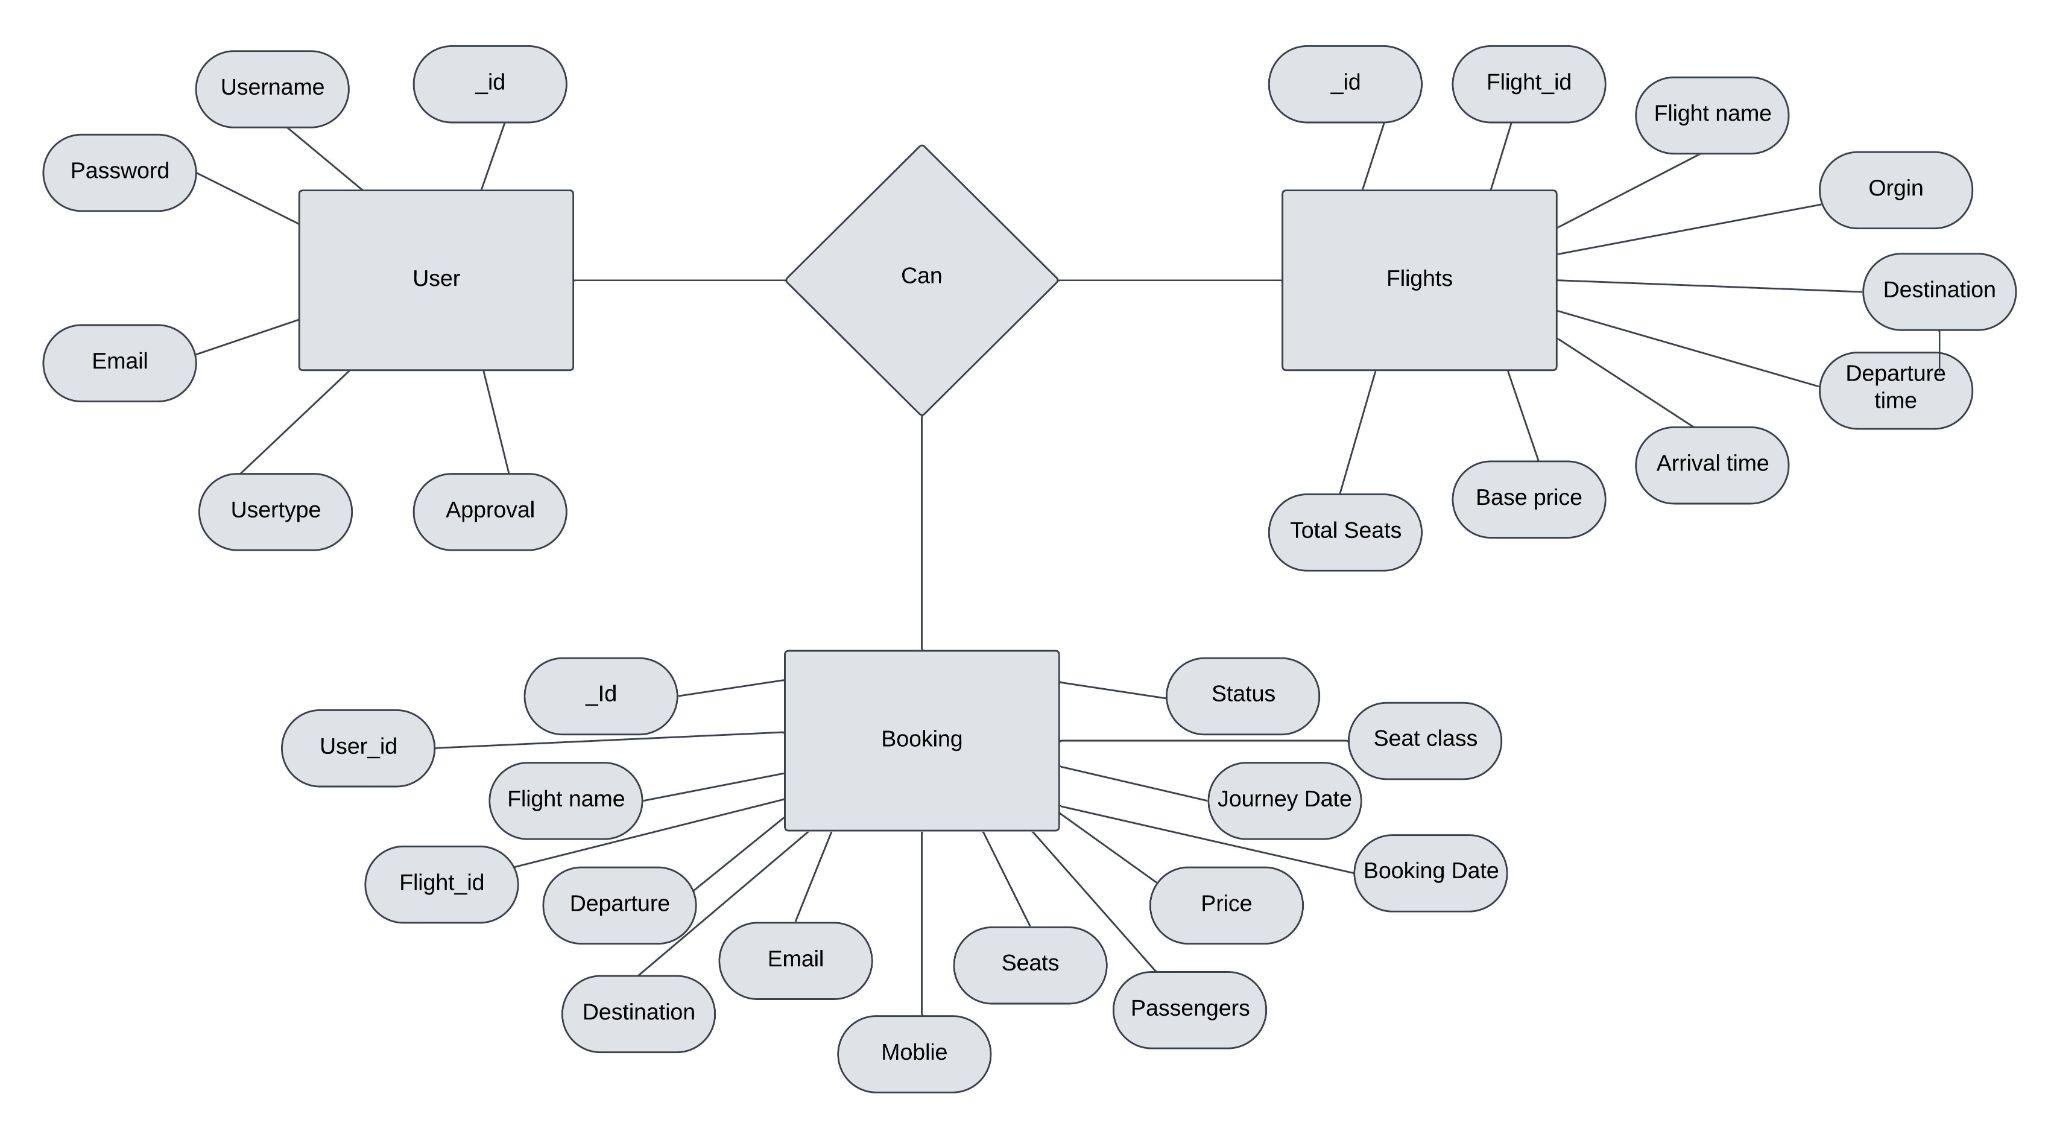 _id
_id
Flight_id
Username
Flight name
Password
Orgin
Can
User
Flights
Destination
Email
Departure
time
Arrival time
Base price
Usertype
Approval
Total Seats
_Id
Status
Booking
Seat class
User_id
Flight name
Journey Date
Booking Date
Flight_id
Departure
Price
Email
Seats
Passengers
Destination
Moblie